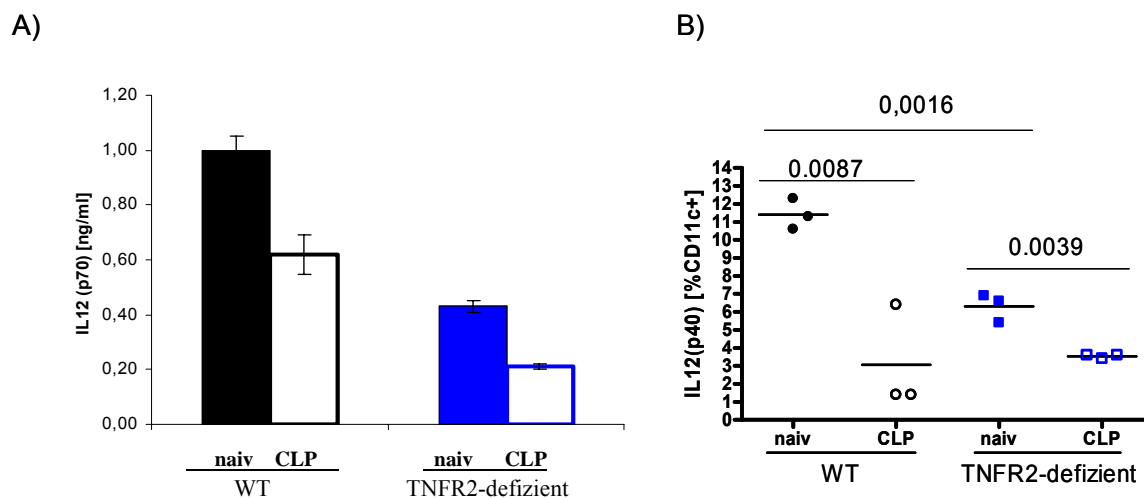 A)
IL12 (p70) [ng/ml]
1,20
1,00
0,80
0,60
0,40
0,20
0,00
naiv CLP
WT
naiv CLP
TNFR2-defizient
B)
0,0016
0.0087
0.0039
IL12(p40) [%CD11c+]
14
13
12
11
10
9
8
7
6
5
4
3
2
1
0
naiv CLP naiv CLP
WT TNFR2-defizient